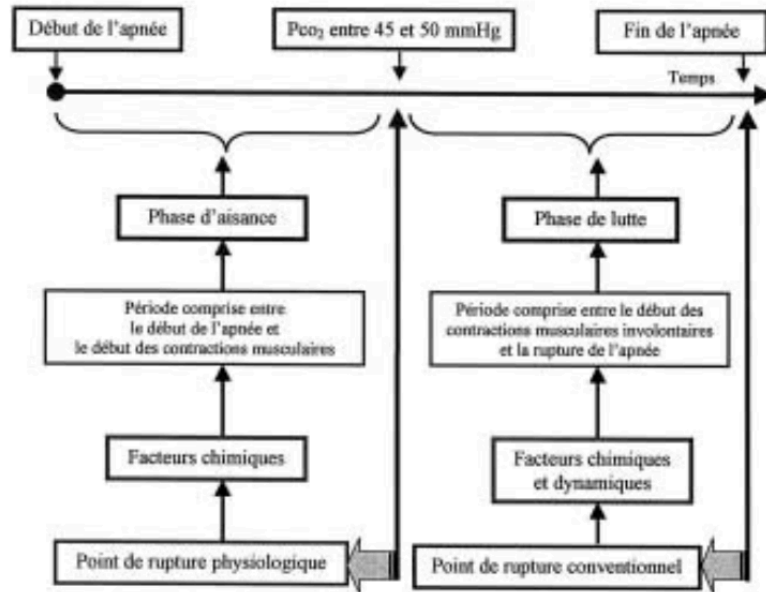 Début de l'apnée
Pco₂ entre 45 et 50 mmHg
Fin de l'apnée
Temps
Phase d'aisance
Phase de lutte
Période comprise entre
le début de l'apnée et
le début des contractions musculaires
Période comprise entre le début des
contractions musculaires involontaires
et la rupture de l'apnée
Facteurs chimiques
Facteurs chimiques
et dynamiques
Point de rupture physiologique
Point de rupture conventionnel